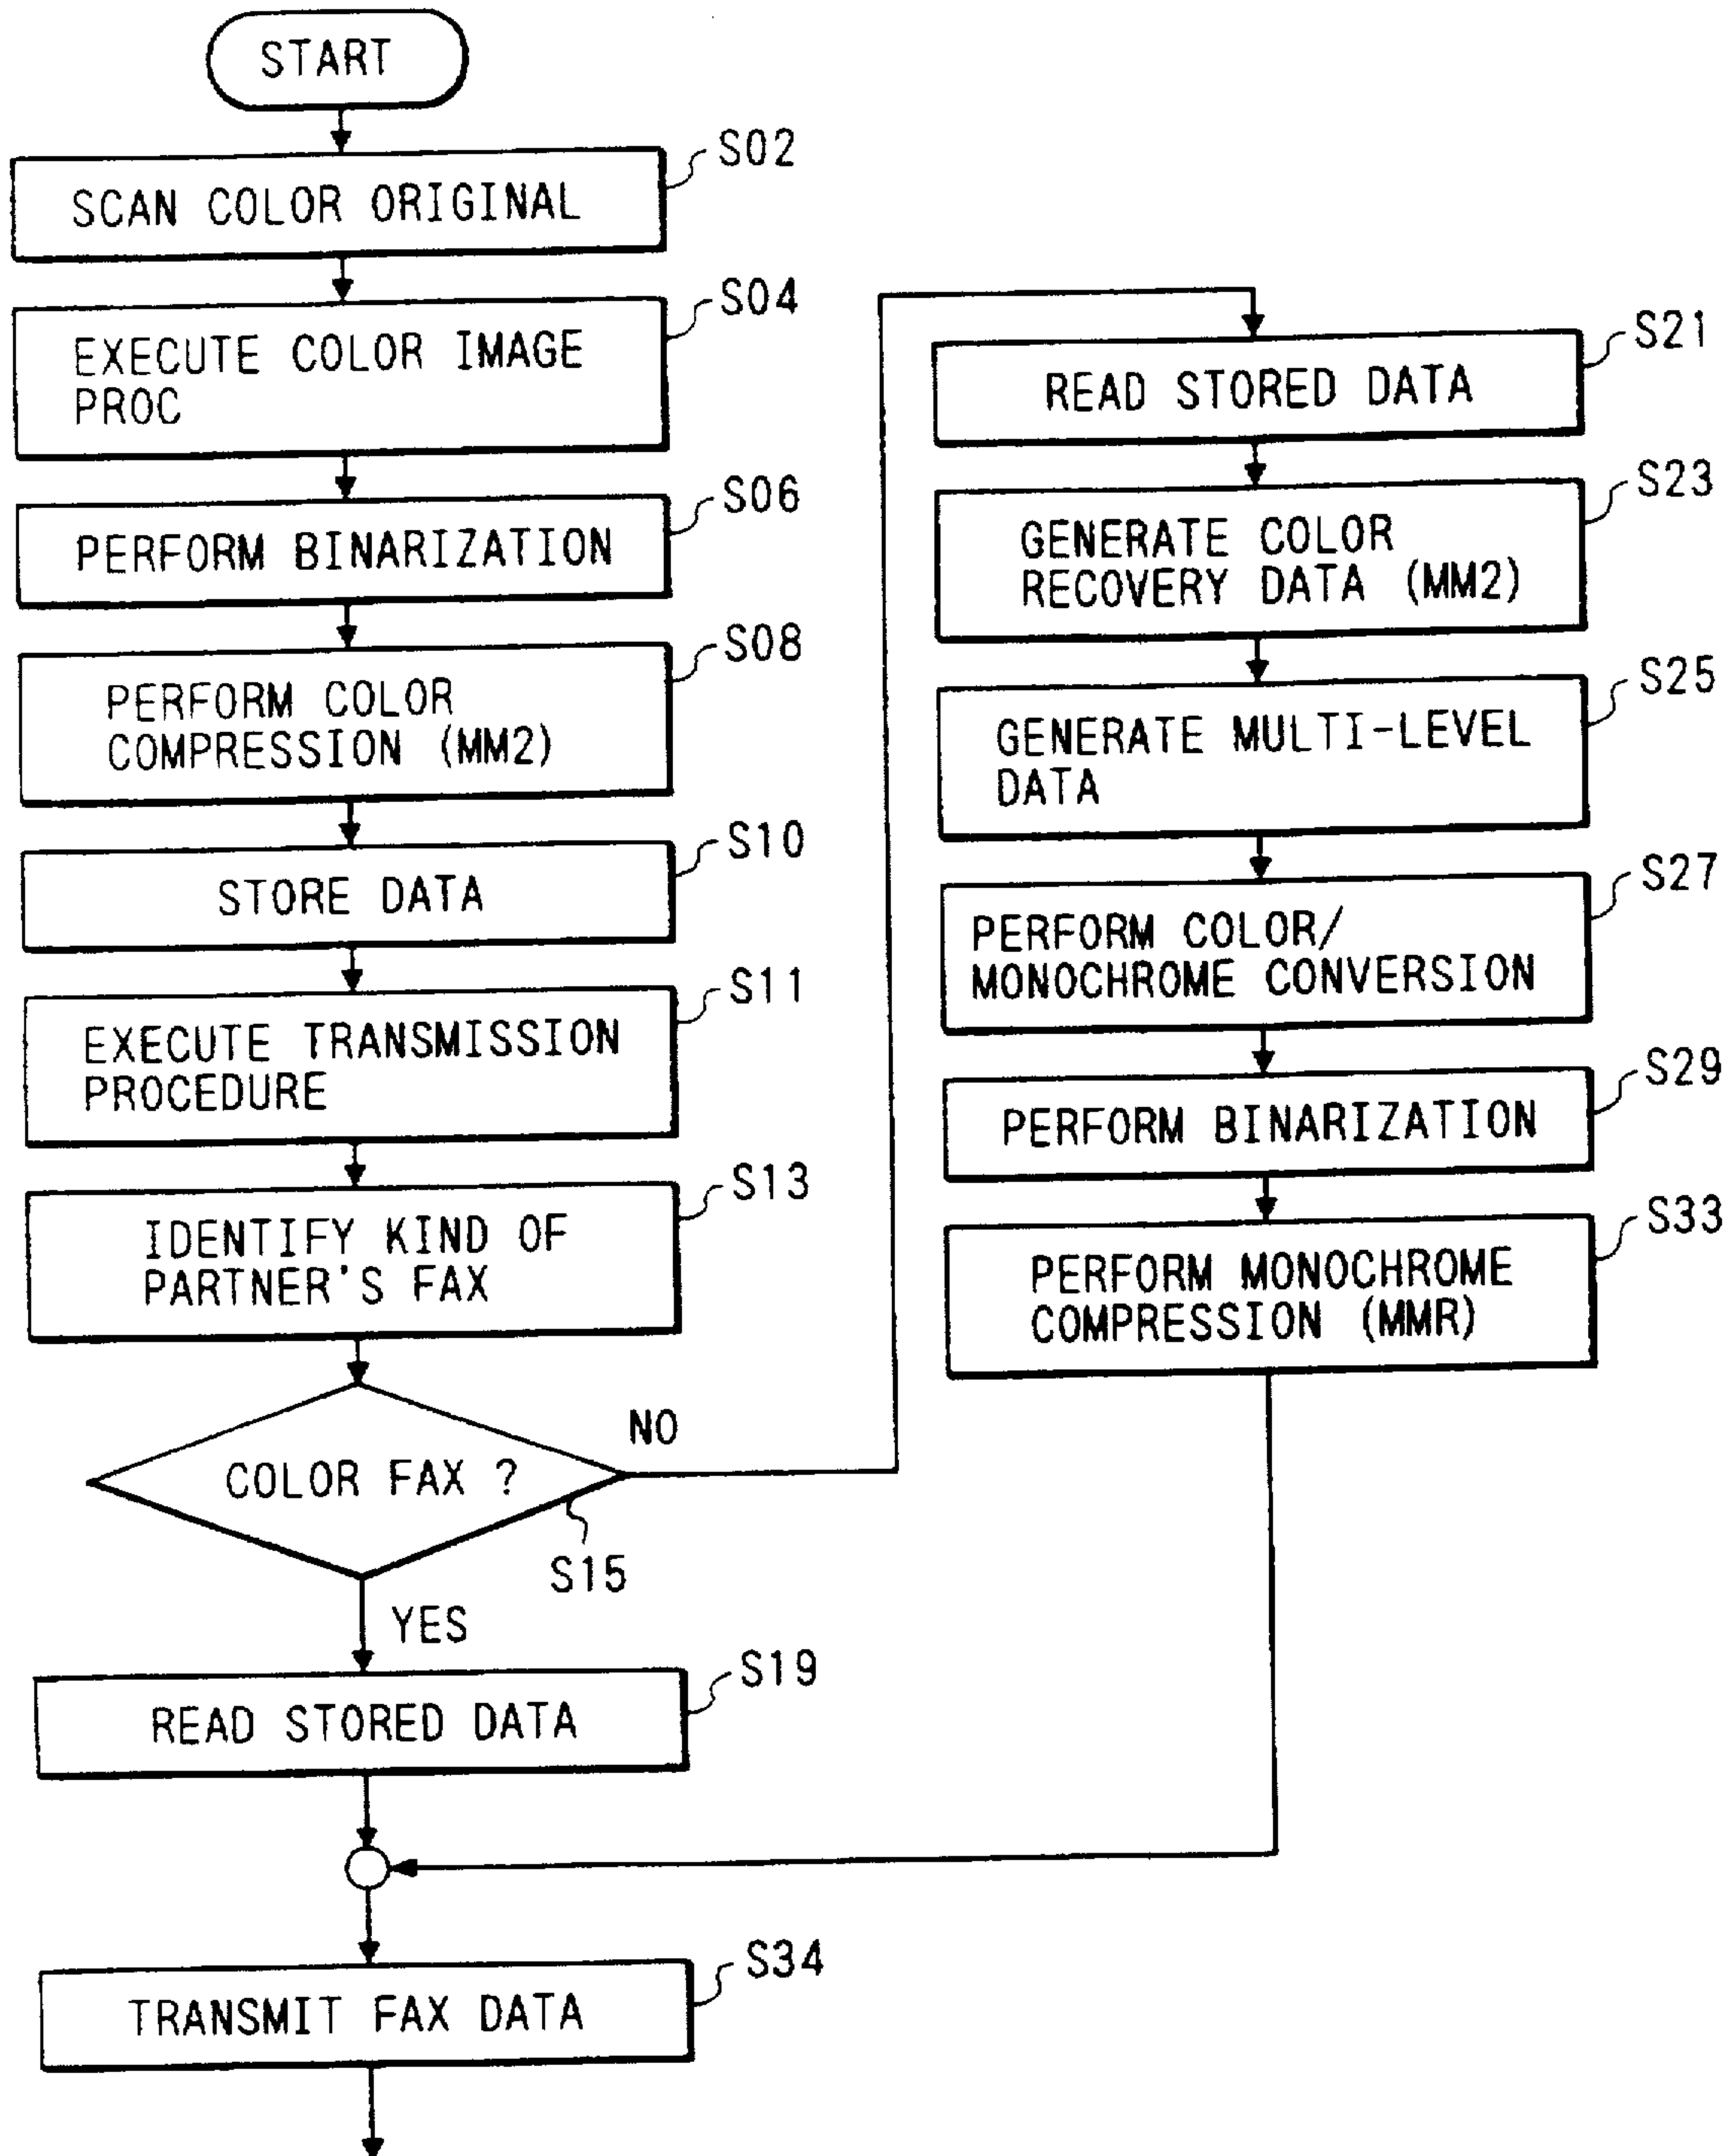 START
S02
SCAN COLOR ORIGINAL
S04
EXECUTE COLOR IMAGE
PROC
S06
PERFORM BINARIZATION
S08
PERFORM COLOR
COMPRESSION (MM2)
S10
STORE DATA
S11
EXECUTE TRANSMISSION
PROCEDURE
S13
IDENTIFY KIND OF
PARTNER'S FAX
COLOR FAX ?
NO
S15
YES
S19
READ STORED DATA
S21
READ STORED DATA
S23
GENERATE COLOR
RECOVERY DATA (MM2)
S25
GENERATE MULTI-LEVEL
DATA
S27
PERFORM COLOR/
MONOCHROME CONVERSION
S29
PERFORM BINARIZATION
S33
PERFORM MONOCHROME
COMPRESSION (MMR)
S34
TRANSMIT FAX DATA